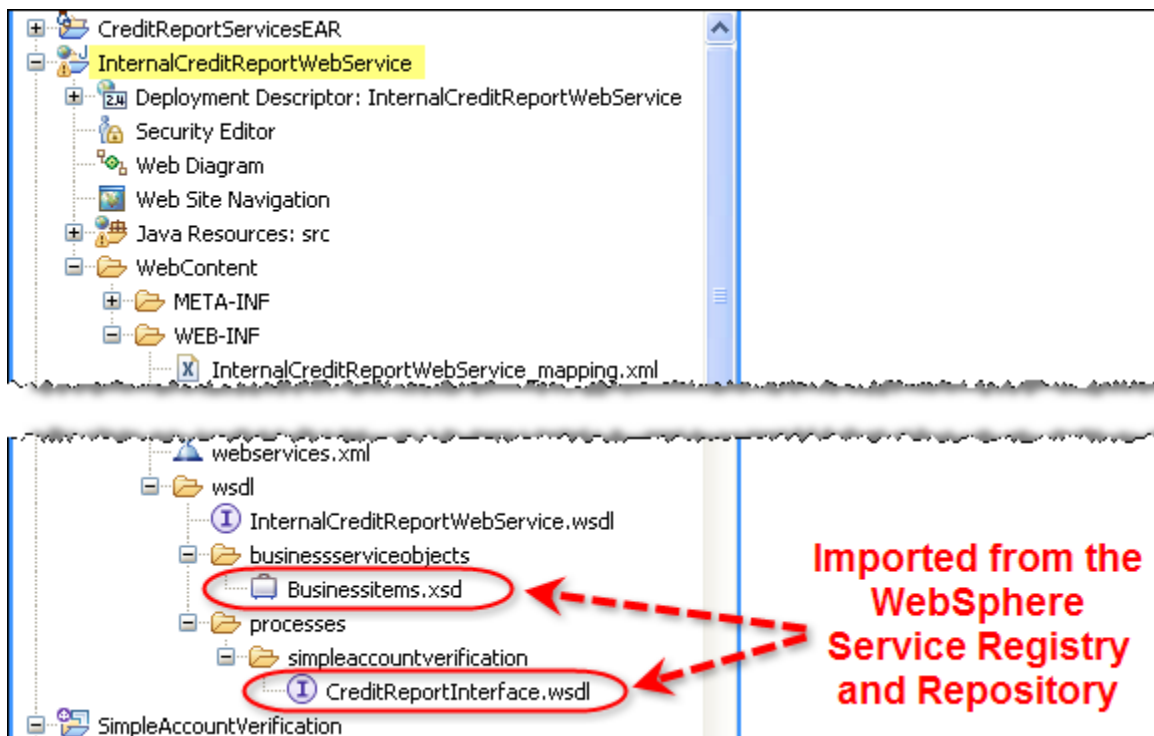 CreditReportServicesEAR
InternalCreditReportWebService
2.4 Deployment Descriptor: InternalCreditReportWebService
Security Editor
Web Diagram
Web Site Navigation
Java Resources: src
WebContent
META-INF
WEB-INF
X InternalCreditReportWebService_mapping.xml
webservices.xml
wsdl
I InternalCreditReportWebService.wsdl
businessserviceobjects
Businessitems.xsd
processes
simpleaccountverification
I CreditReportInterface.wsdl
SimpleAccountVerification
Imported from the
WebSphere
Service Registry
and Repository